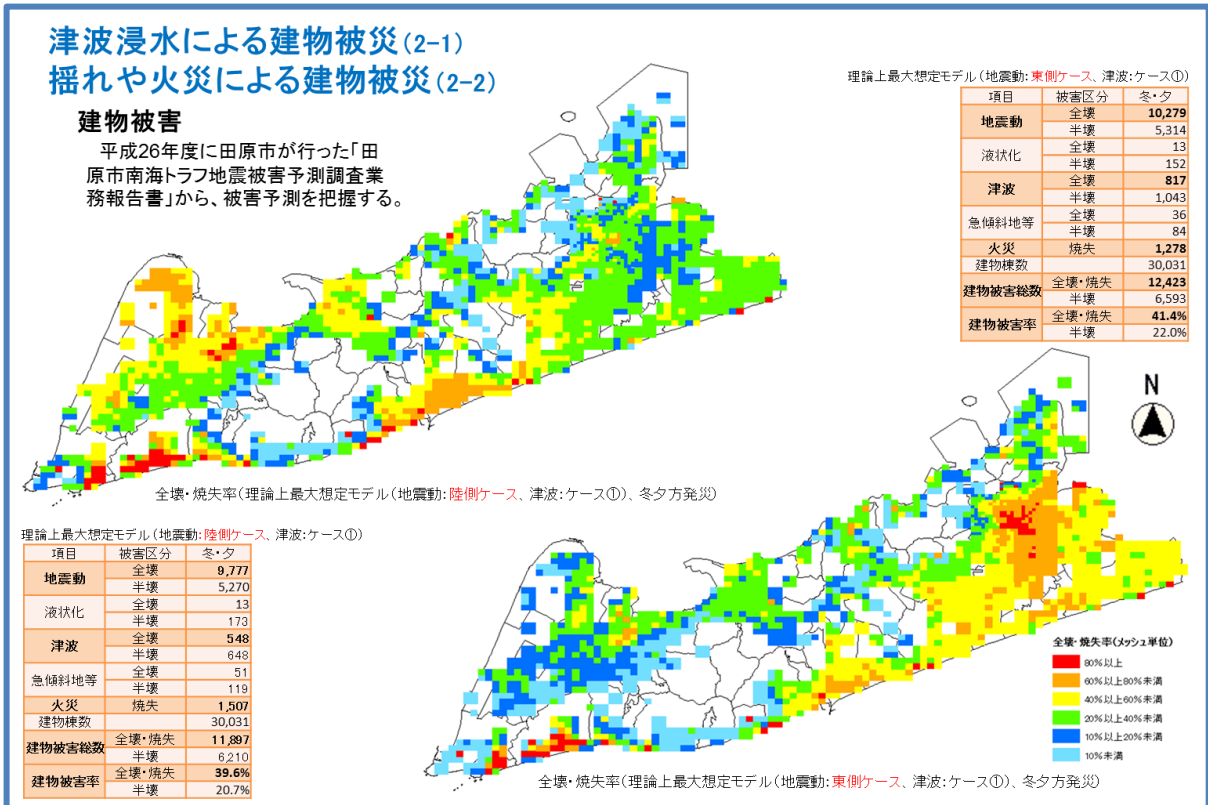 津波浸水による建物被災(2-1)
揺れや火災による建物被災(2-2)
建物被害
平成26年度に田原市が行った「田
原市南海トラフ地震被害予測調査業
務報告書」から、被害予測を把握する。
理論上最大想定モデル(地震動:東側ケース、津波:ケース①)
項目 被害区分 冬・夕
地震動 全壊 10,279
半壊 5,314
液状化 全壊 13
半壊 152
津波 全壊 817
半壊 1,043
急傾斜地等 全壊 36
半壊 84
火災 焼失 1,278
建物棟数 30,031
建物被害総数 全壊・焼失 12,423
半壊 6,593
建物被害率 全壊・焼失 41.4%
半壊 22.0%
N
全壊・焼失率(理論上最大想定モデル(地震動:陸側ケース、津波:ケース①)、冬夕方発災)
理論上最大想定モデル(地震動:陸側ケース、津波:ケース①)
項目 被害区分 冬・夕
地震動 全壊 9,777
半壊 5,270
液状化 全壊 13
半壊 173
津波 全壊 548
半壊 648
急傾斜地等 全壊 51
半壊 119
火災 焼失 1,507
建物棟数 30,031
建物被害総数 全壊・焼失 11,897
半壊 6,210
建物被害率 全壊・焼失 39.6%
半壊 20.7%
全壊・焼失率(メッシュ単位)
80%以上
60%以上80%未満
40%以上60%未満
20%以上40%未満
10%以上20%未満
10%未満
全壊・焼失率(理論上最大想定モデル(地震動:東側ケース、津波:ケース①)、冬夕方発災)